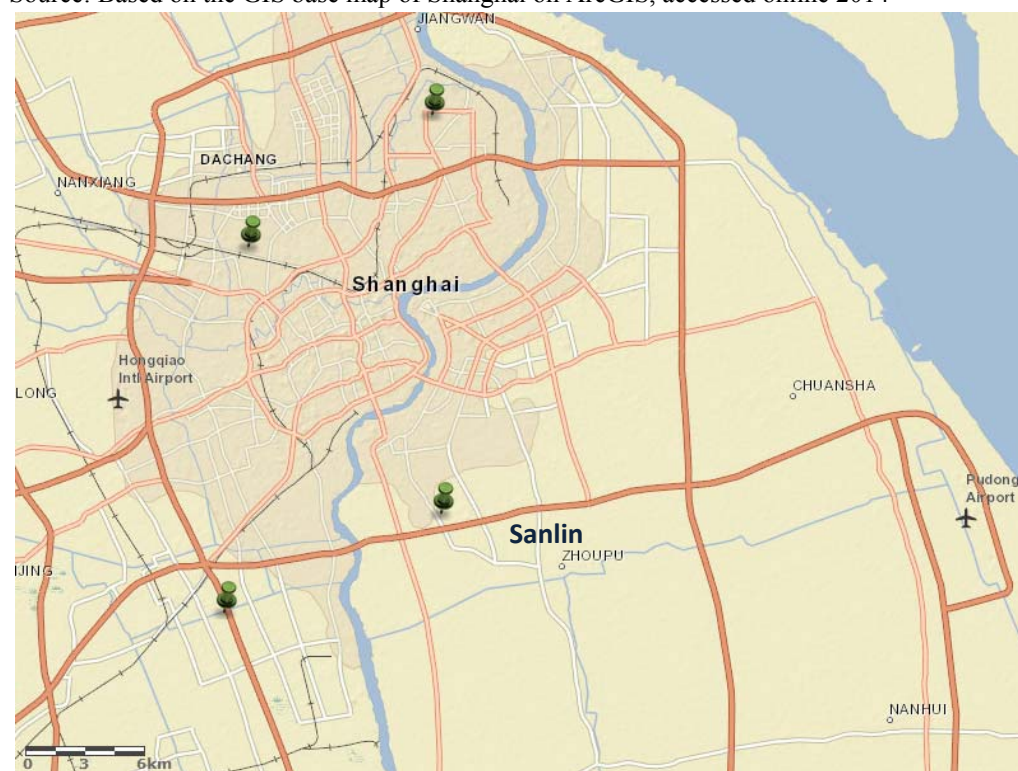 Source: Based on the GIS base map of Shanghai on ArcGIS, accessed online 2014
JIANGWAN
DACHANG
NANXIANG
Shanghai
Hongqiao
Intl Airport
LONG
CHUANSHA
Pudong
Airport
Sanlin
ZHOUPU
NJING
NANHUI
0 3 6km